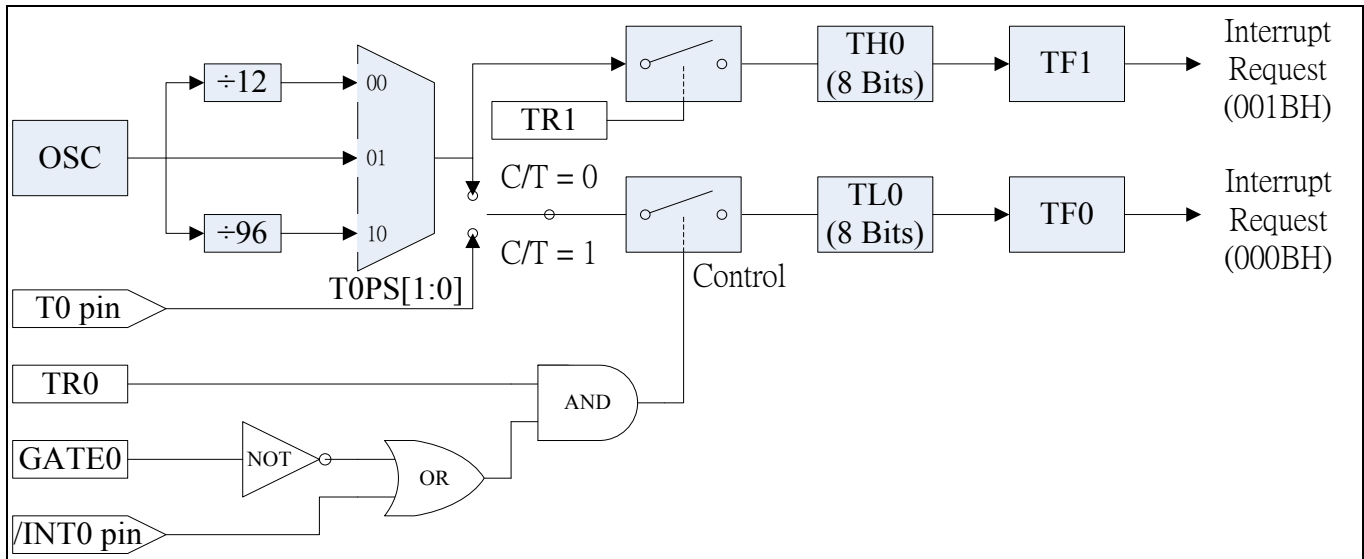 Interrupt
Request
(001BH)
÷12
00
TH0
(8 Bits)
TF1
TR1
OSC
01
C/T = 0
Interrupt
Request
(000BH)
TL0
(8 Bits)
TF0
÷96
10
C/T = 1
Control
T0PS[1:0]
T0 pin
TR0
AND
GATE0
NOT
OR
/INT0 pin